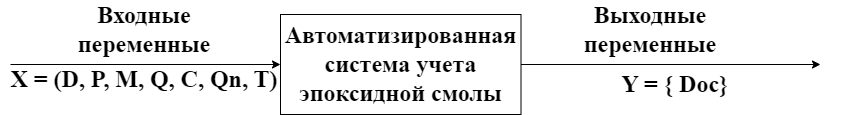 Входные
переменные
X = (D, P, M, Q, C, Qn, T)
Автоматизированная
система учета
эпоксидной смолы
Выходные
переменные
Y = { Doc}